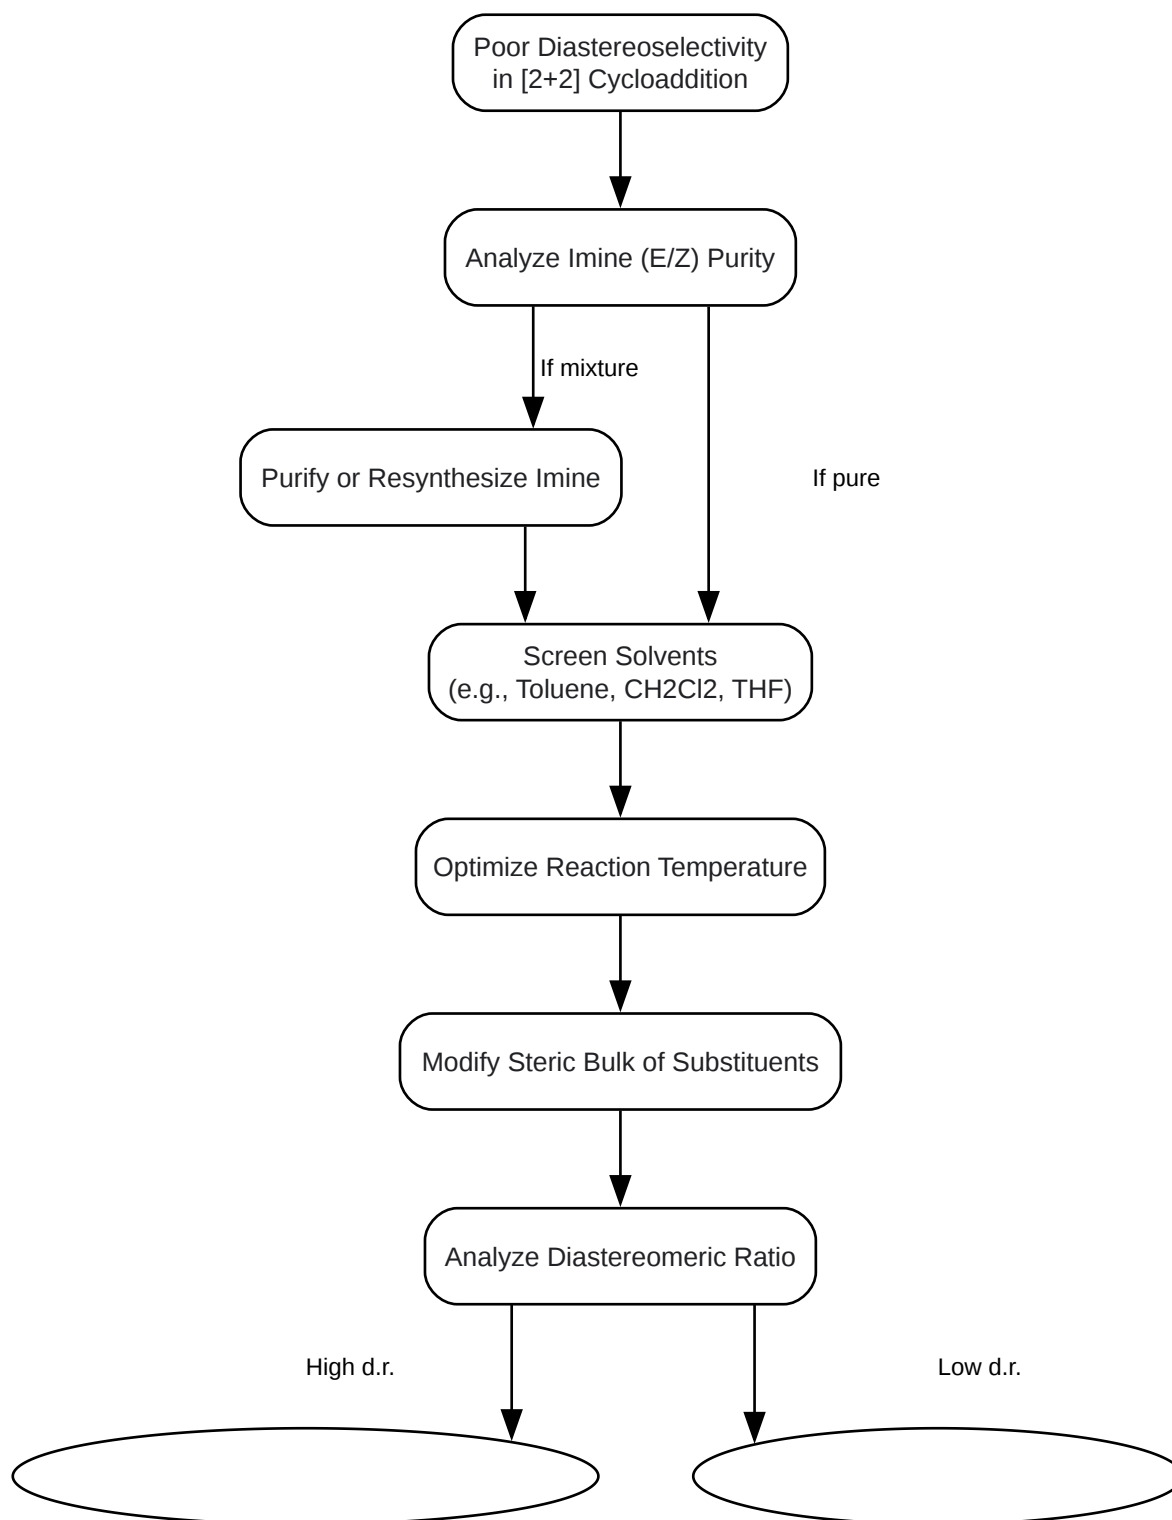 Poor Diastereoselectivity
in [2+2] Cycloaddition
Analyze Imine (E/Z) Purity
If mixture
Purify or Resynthesize Imine
If pure
Screen Solvents
(e.g., Toluene, CH2Cl2, THF)
Optimize Reaction Temperature
Modify Steric Bulk of Substituents
Analyze Diastereomeric Ratio
High d.r.
Low d.r.